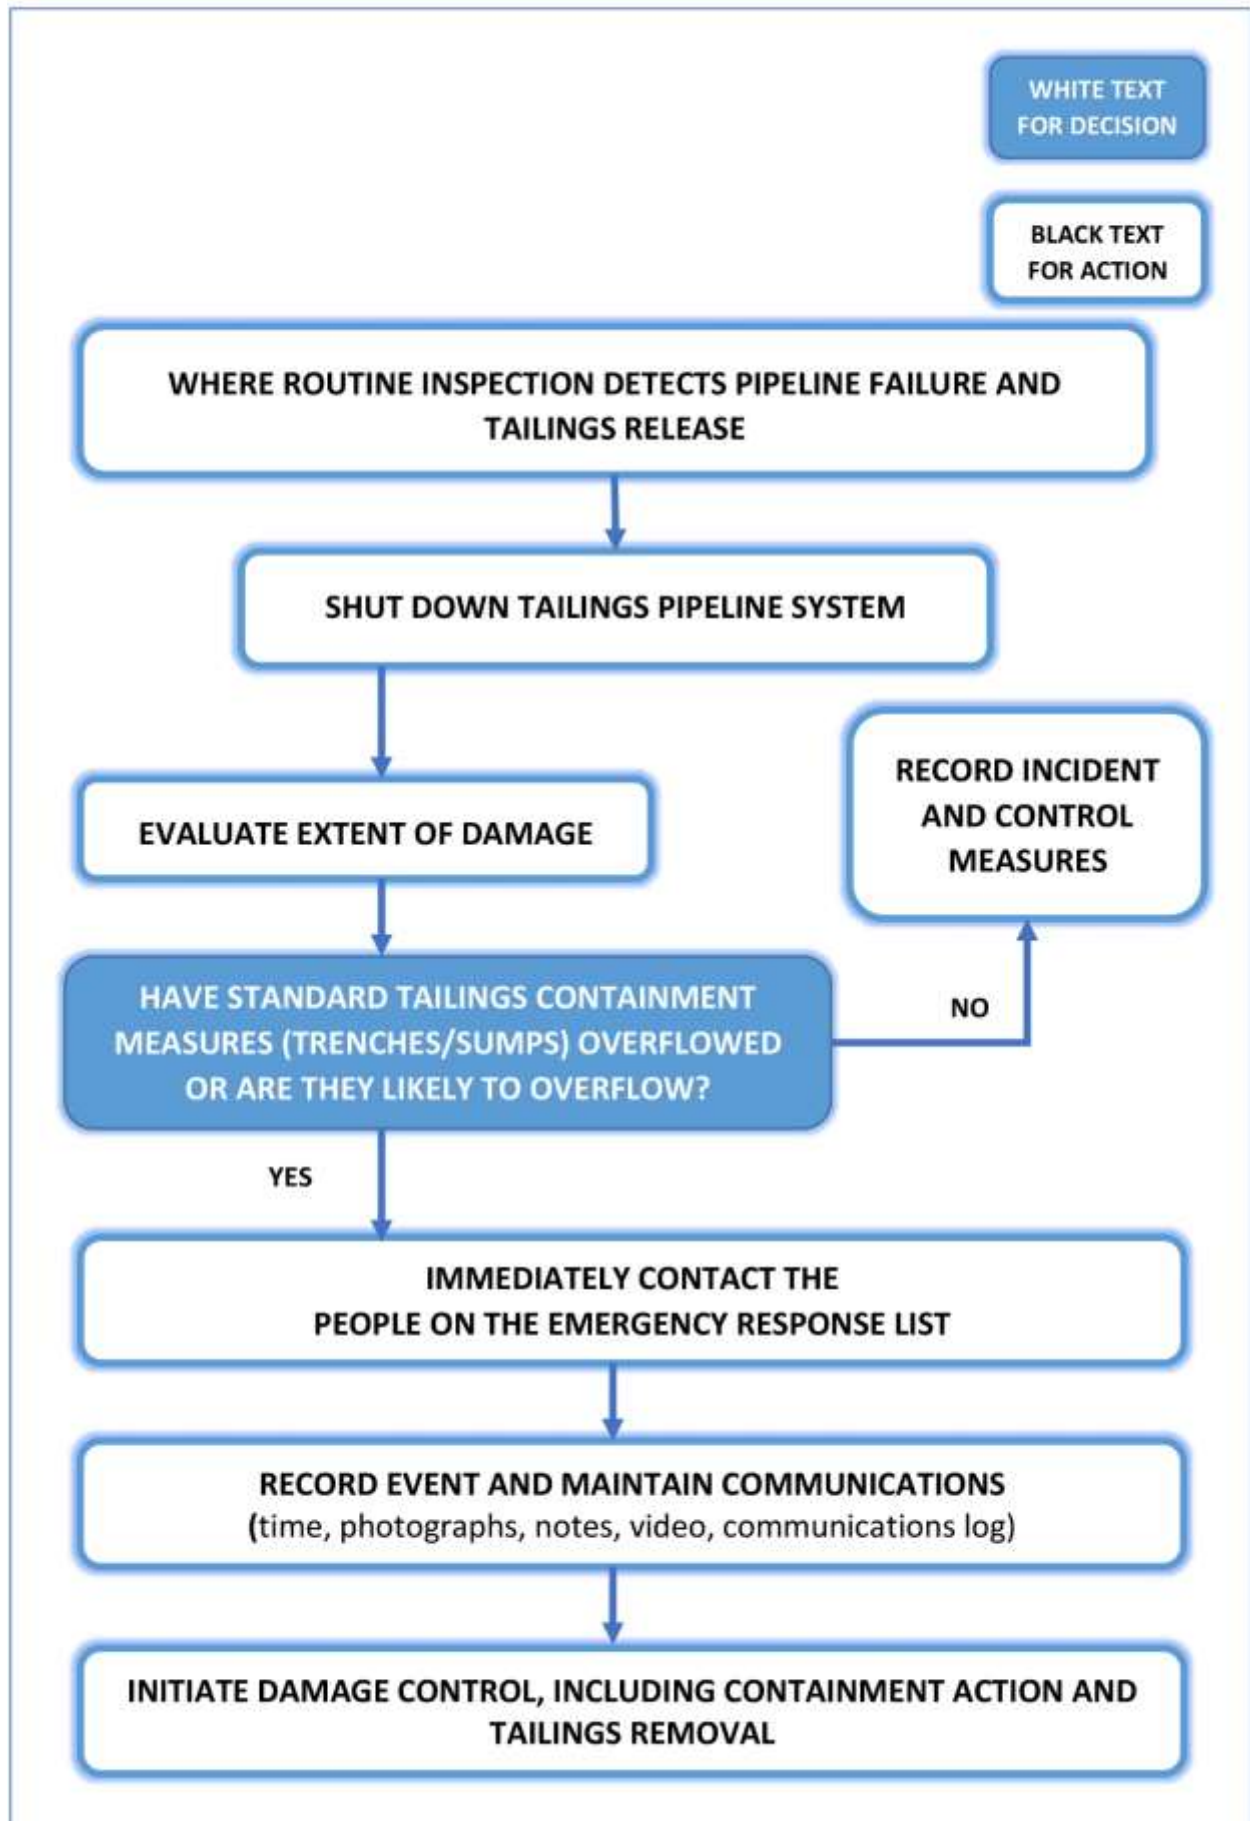 WHITE TEXT
FOR DECISION
BLACK TEXT
FOR ACTION
WHERE ROUTINE INSPECTION DETECTS PIPELINE FAILURE AND
TAILINGS RELEASE
SHUT DOWN TAILINGS PIPELINE SYSTEM
RECORD INCIDENT
AND CONTROL
MEASURES
EVALUATE EXTENT OF DAMAGE
HAVE STANDARD TAILINGS CONTAINMENT
MEASURES (TRENCHES/SUMPS) OVERFLOWED
OR ARE THEY LIKELY TO OVERFLOW?
NO
YES
IMMEDIATELY CONTACT THE
PEOPLE ON THE EMERGENCY RESPONSE LIST
RECORD EVENT AND MAINTAIN COMMUNICATIONS
(time, photographs, notes, video, communications log)
INITIATE DAMAGE CONTROL, INCLUDING CONTAINMENT ACTION AND
TAILINGS REMOVAL